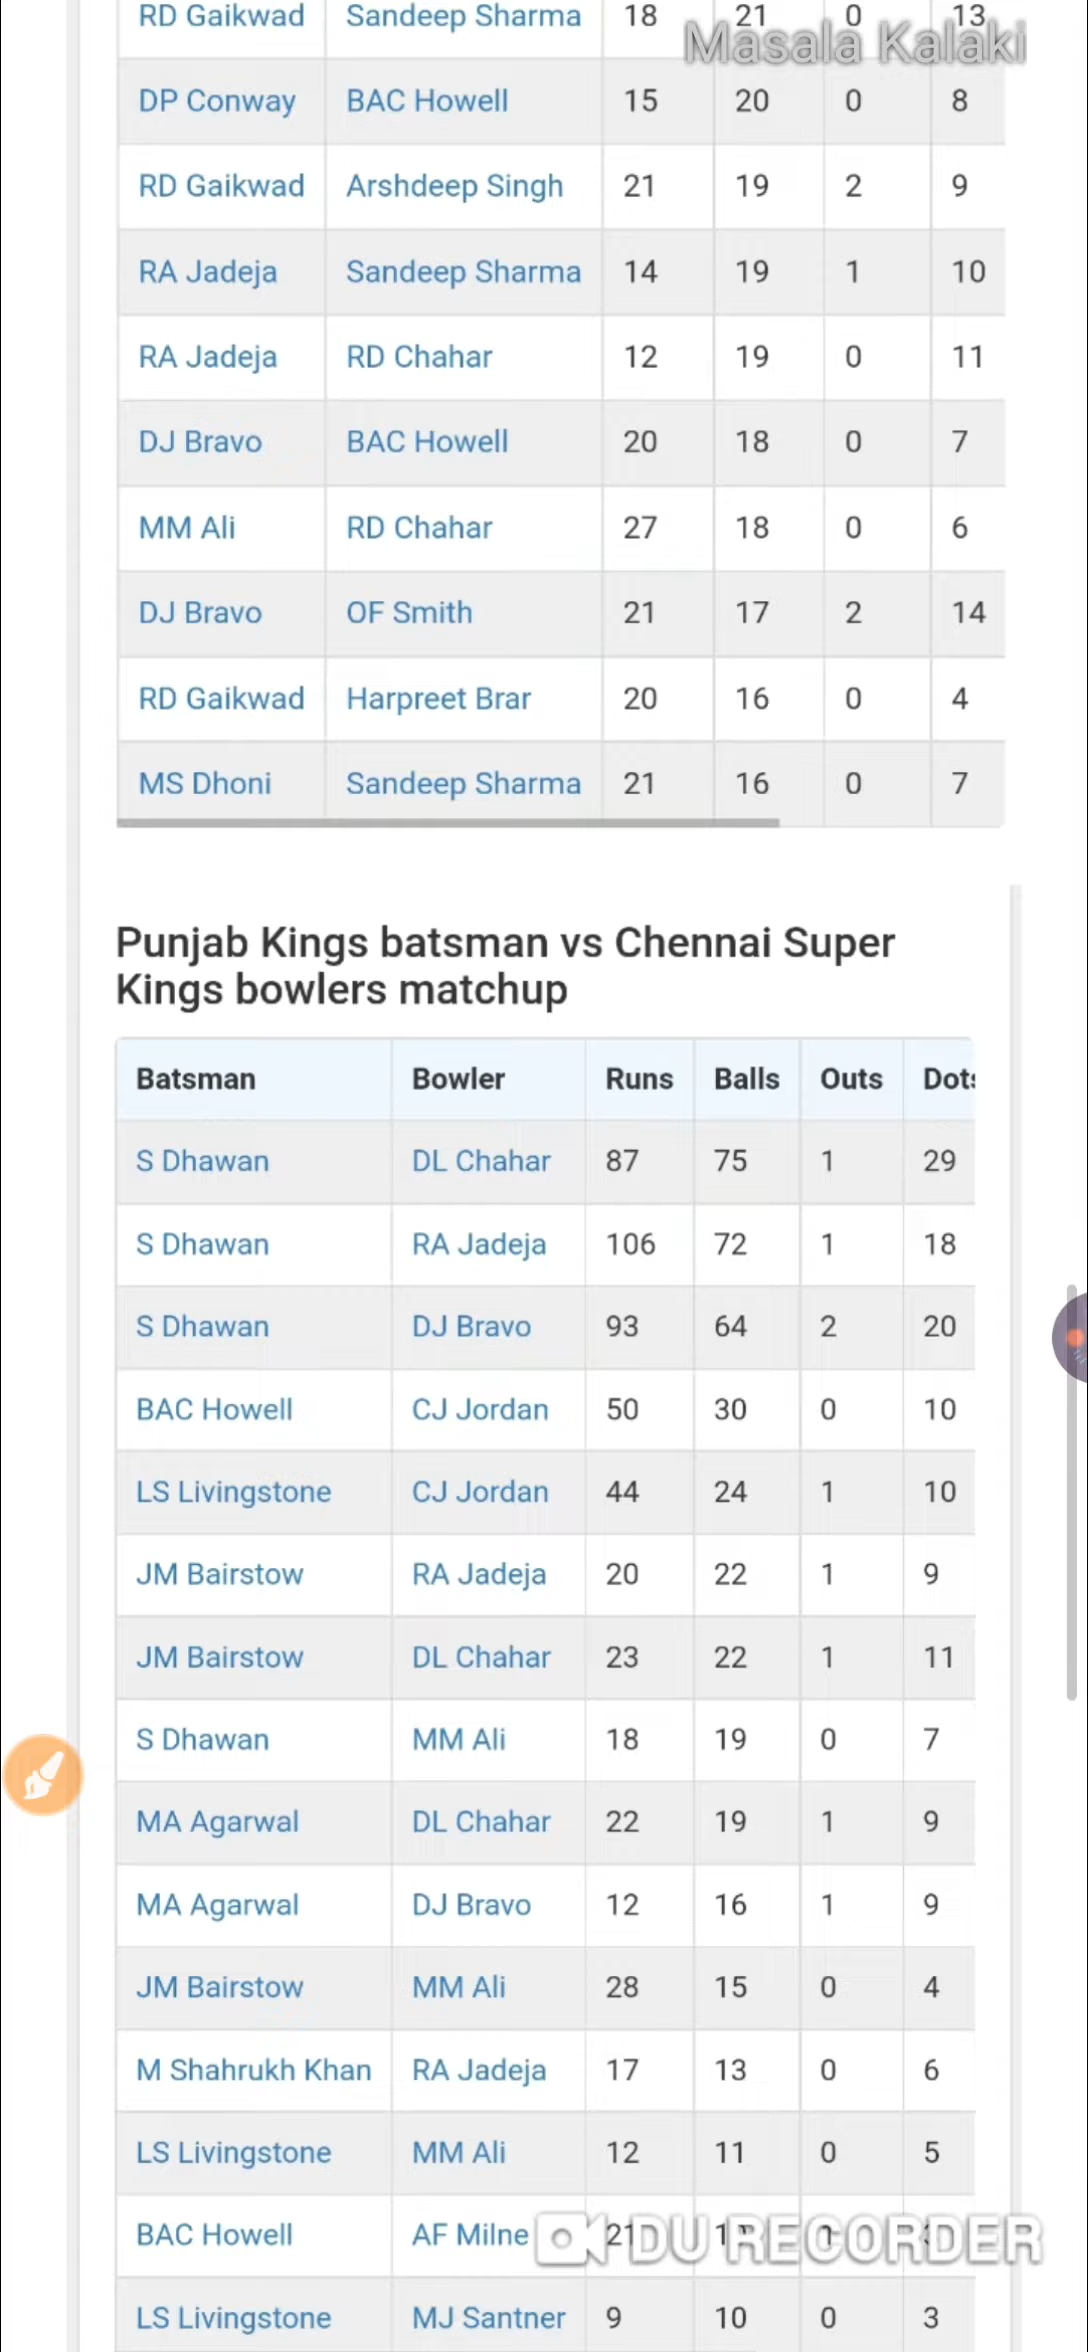 RD Gaikwad Sandeep Sharma 18 21 0 13
Masala Kalaki
DP Conway BAC Howell 15 20 0 8
RD Gaikwad Arshdeep Singh 21 19 2 9
RA Jadeja Sandeep Sharma 14 19 1 10
RA Jadeja RD Chahar 12 19 0 11
DJ Bravo BAC Howell 20 18 0 7
MM Ali RD Chahar 27 18 0 6
DJ Bravo OF Smith 21 17 2 14
RD Gaikwad Harpreet Brar 20 16 0 4
MS Dhoni Sandeep Sharma 21 16 0 7
Punjab Kings batsman vs Chennai Super
Kings bowlers matchup
Batsman Bowler Runs Balls Outs Dots
S Dhawan DL Chahar 87 75 1 29
S Dhawan RA Jadeja 106 72 1 18
S Dhawan DJ Bravo 93 64 2 20
BAC Howell CJ Jordan 50 30 0 10
LS Livingstone CJ Jordan 44 24 1 10
JM Bairstow RA Jadeja 20 22 1 9
JM Bairstow DL Chahar 23 22 1 11
S Dhawan MM Ali 18 19 0 7
MA Agarwal DL Chahar 22 19 1 9
MA Agarwal DJ Bravo 12 16 1 9
JM Bairstow MM Ali 28 15 0 4
M Shahrukh Khan RA Jadeja 17 13 0 6
LS Livingstone MM Ali 12 11 0 5
BAC Howell AF Milne 21
DU RECORDER
LS Livingstone MJ Santner 9 10 0 3